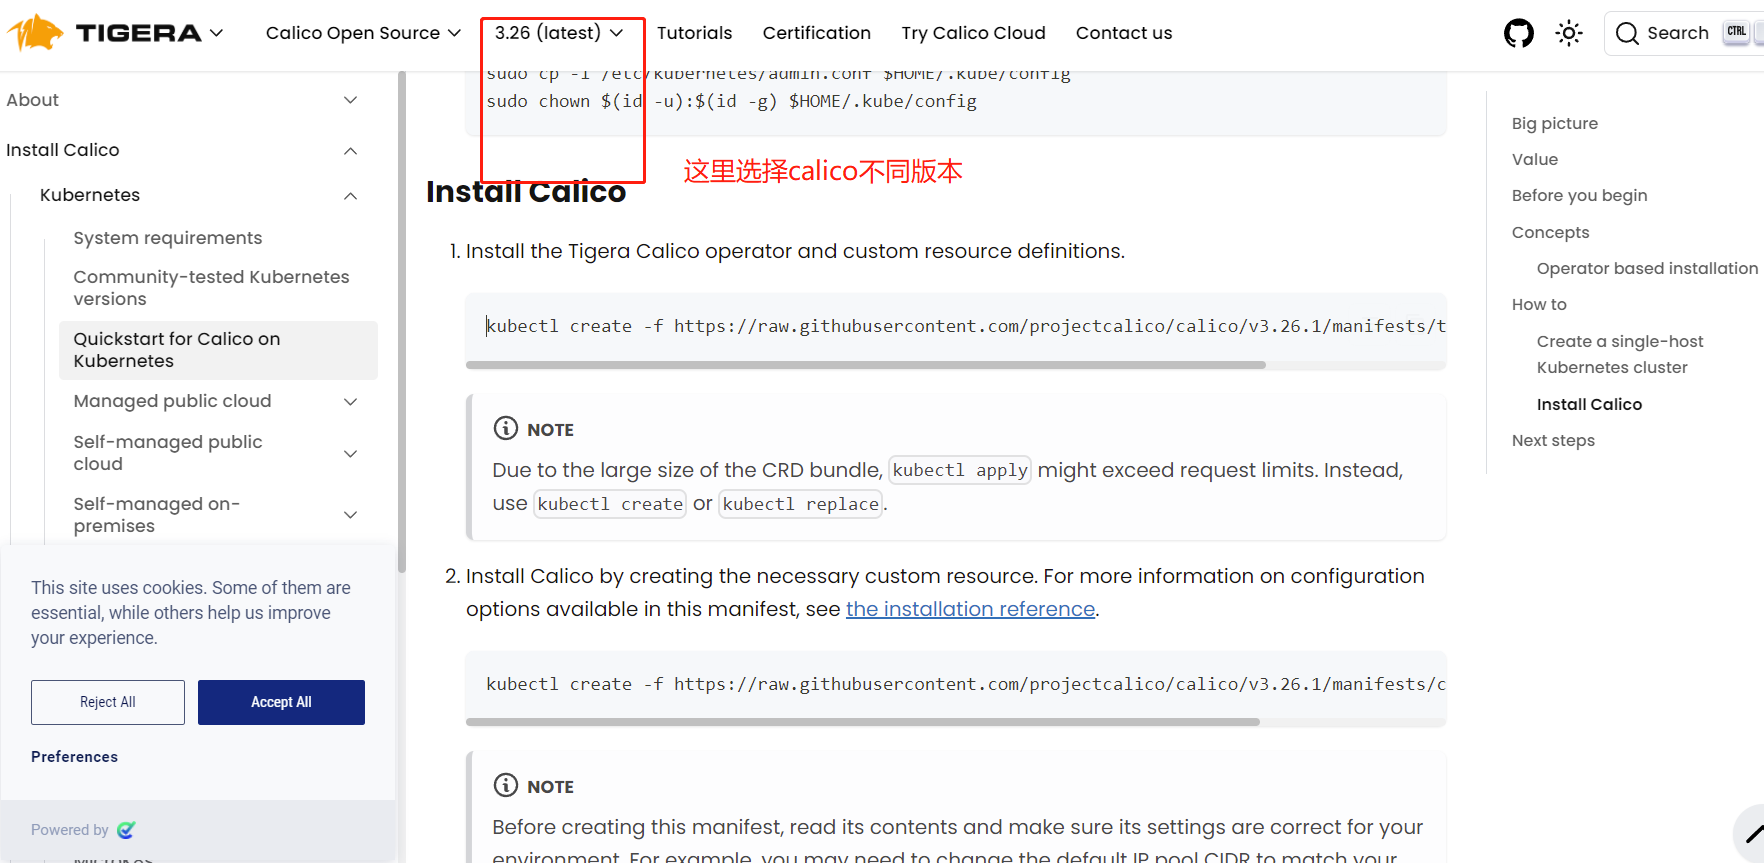 TIGERA
Calico Open Source
3.26 (latest)
Tutorials
Certification
Try Calico Cloud
Contact us
Search
CTRL
About
Install Calico
Kubernetes
System requirements
Community-tested Kubernetes
versions
Quickstart for Calico on
Kubernetes
Managed public cloud
Self-managed public
cloud
Self-managed on-
premises
This site uses cookies. Some of them are
essential, while others help us improve
your experience.
Reject All
Accept All
Preferences
Powered by
sudo cp -i /etc/kubernetes/admin.conf $HOME/.kube/config
sudo chown $(id -u):$(id -g) $HOME/.kube/config
这里选择calico不同版本
Install Calico
1. Install the Tigera Calico operator and custom resource definitions.
kubectl create -f https://raw.githubusercontent.com/projectcalico/calico/v3.26.1/manifests/t
NOTE
Due to the large size of the CRD bundle, kubectl apply might exceed request limits. Instead,
use kubectl create or kubectl replace.
2. Install Calico by creating the necessary custom resource. For more information on configuration
options available in this manifest, see the installation reference.
kubectl create -f https://raw.githubusercontent.com/projectcalico/calico/v3.26.1/manifests/c
NOTE
Before creating this manifest, read its contents and make sure its settings are correct for your
environment. For example, you may need to change the default IP pool CIDR to match your
Big picture
Value
Before you begin
Concepts
Operator based installation
How to
Create a single-host
Kubernetes cluster
Install Calico
Next steps